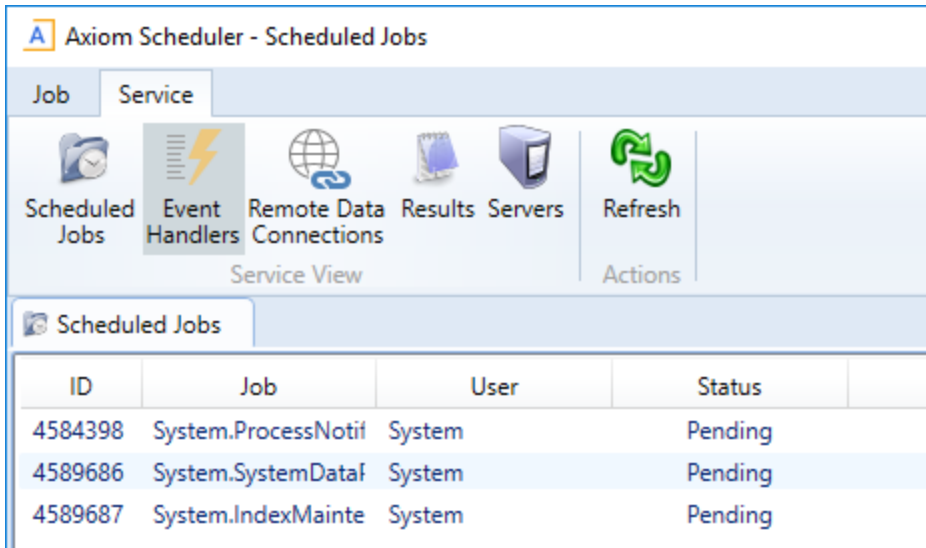 A Axiom Scheduler - Scheduled Jobs
Job Service
Scheduled Jobs
Event Handlers
Remote Data Connections
Results
Servers
Refresh
Service View
Actions
Scheduled Jobs
ID Job User Status
4584398 System.ProcessNotif System Pending
4589686 System.SystemData System Pending
4589687 System.IndexMainte System Pending